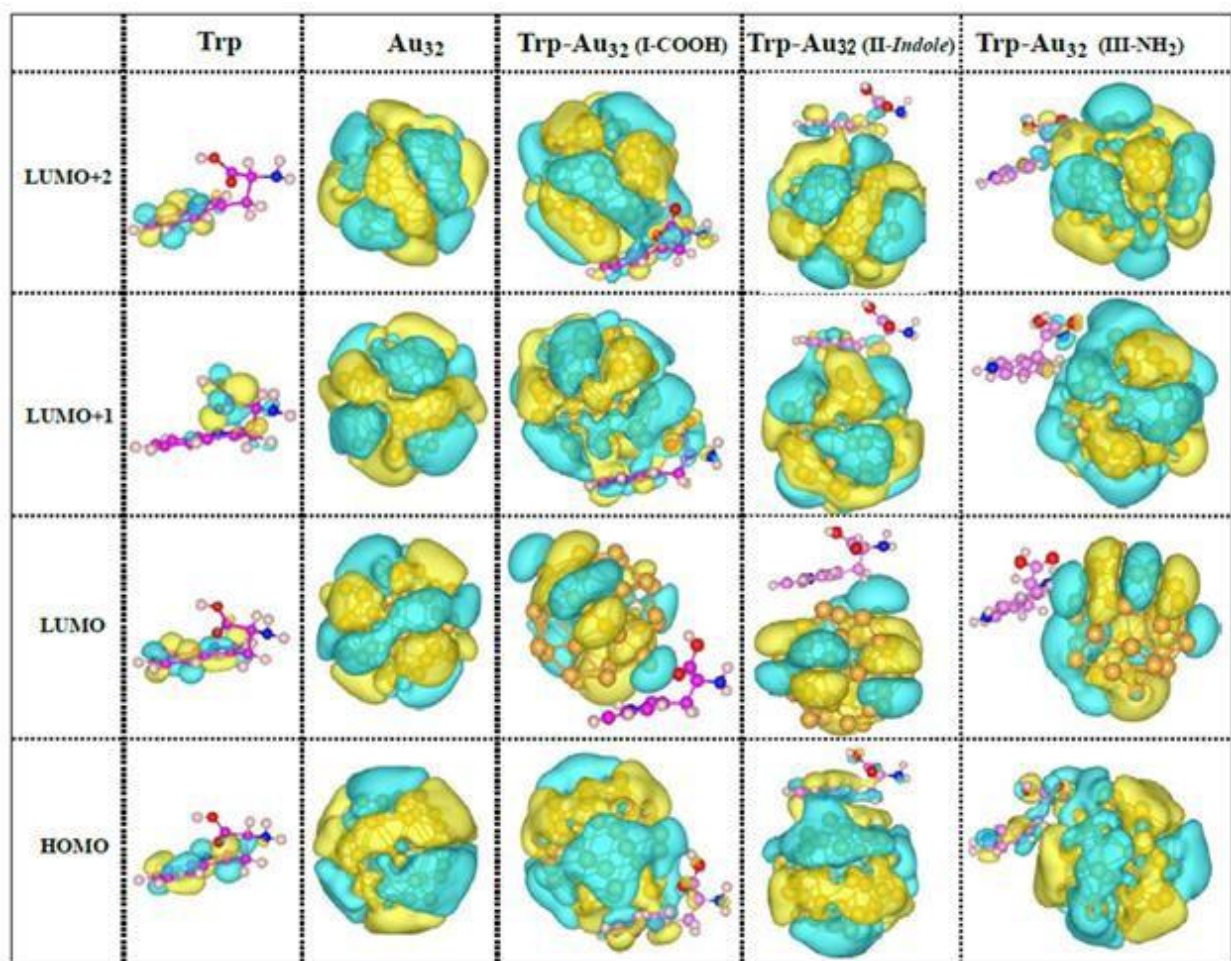 Trp Au32 Trp-Au32 (I-COOH) Trp-Au32 (II-Indole) Trp-Au32 (III-NH2)
LUMO+2
LUMO+1
LUMO
HOMO